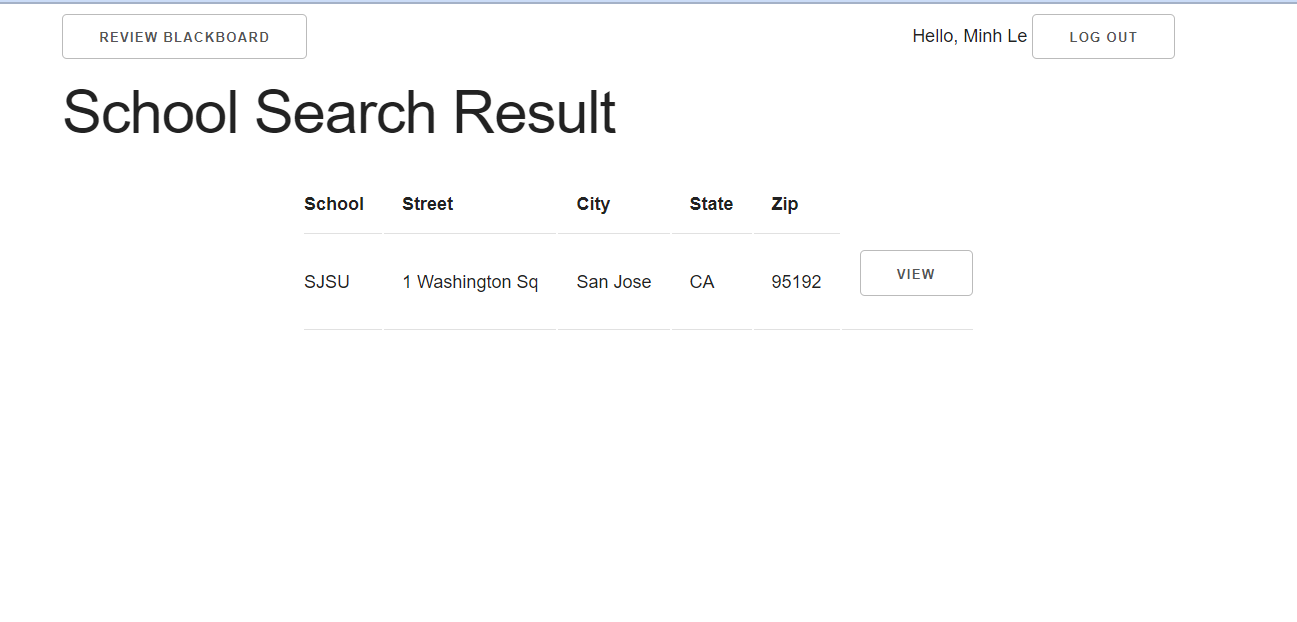 REVIEW BLACKBOARD Hello, Minh Le LOG OUT
School Search Result
School Street City State Zip
SJSU 1 Washington Sq San Jose CA 95192 VIEW